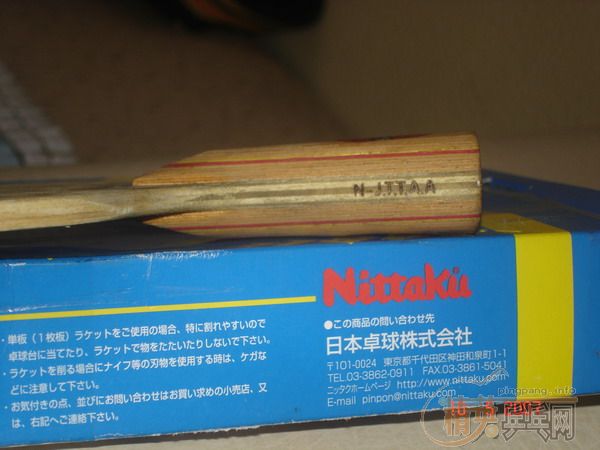 N-J.T.T.A.A
Nittaku
・単板(1枚板)ラケットをご使用の場合、特に割れやすいので
卓球台に当てたり、ラケットで物をたたいたりしないで下さい。
・ラケットを削る場合にナイフ等の刃物を使用する時は、ケガな
どに注意して下さい。
・お気付きの点、並びにお問い合わせはお買い求めの小売店、又
は、右記へご連絡下さい。
●この商品の問い合わせ先
日本卓球株式会社
〒101-0024 東京都千代田区神田和泉町1-1
TEL.03-3862-0911 FAX.03-3861-5041
ニッタクホームページ http://www.nittaku.com/
E-mail pinpon@nittaku.com
pingpang.info
精英乒乓网